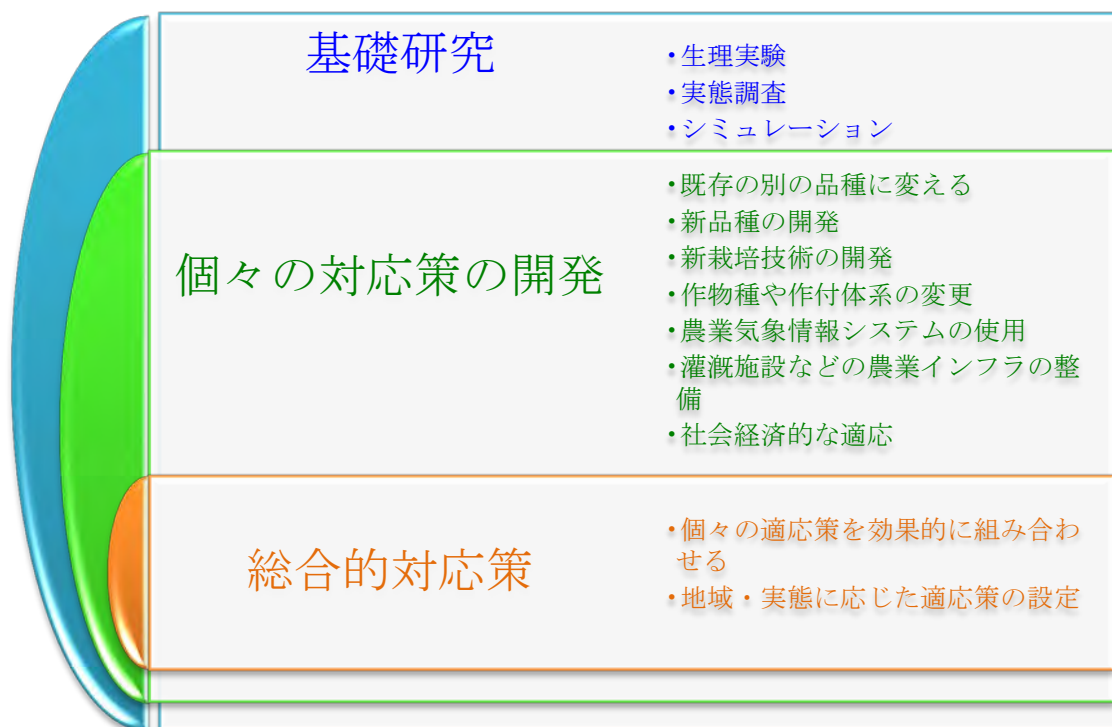 基礎研究
・生理実験
・実態調査
・シミュレーション
個々の対応策の開発
・既存の別の品種に変える
・新品種の開発
・新栽培技術の開発
・作物種や作付体系の変更
・農業気象情報システムの使用
・灌漑施設などの農業インフラの整
備
・社会経済的な適応
総合的対応策
・個々の適応策を効果的に組み合わ
せる
・地域・実態に応じた適応策の設定